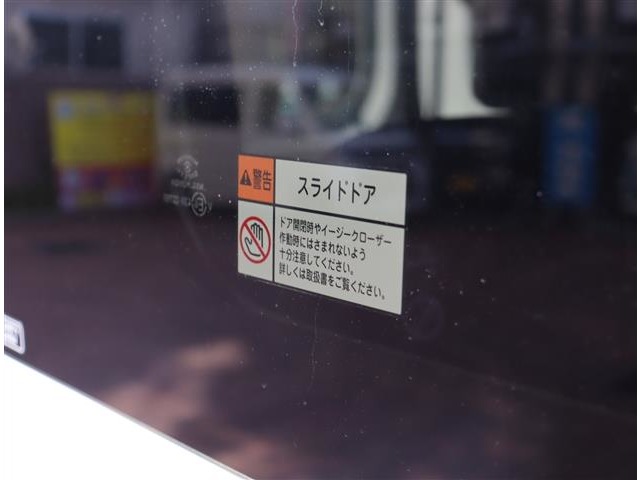 警告
スライドドア
ドア開閉時やイージークローザー
作動時にはさまれないよう
十分注意してください。
詳しくは取扱書をご覧ください。